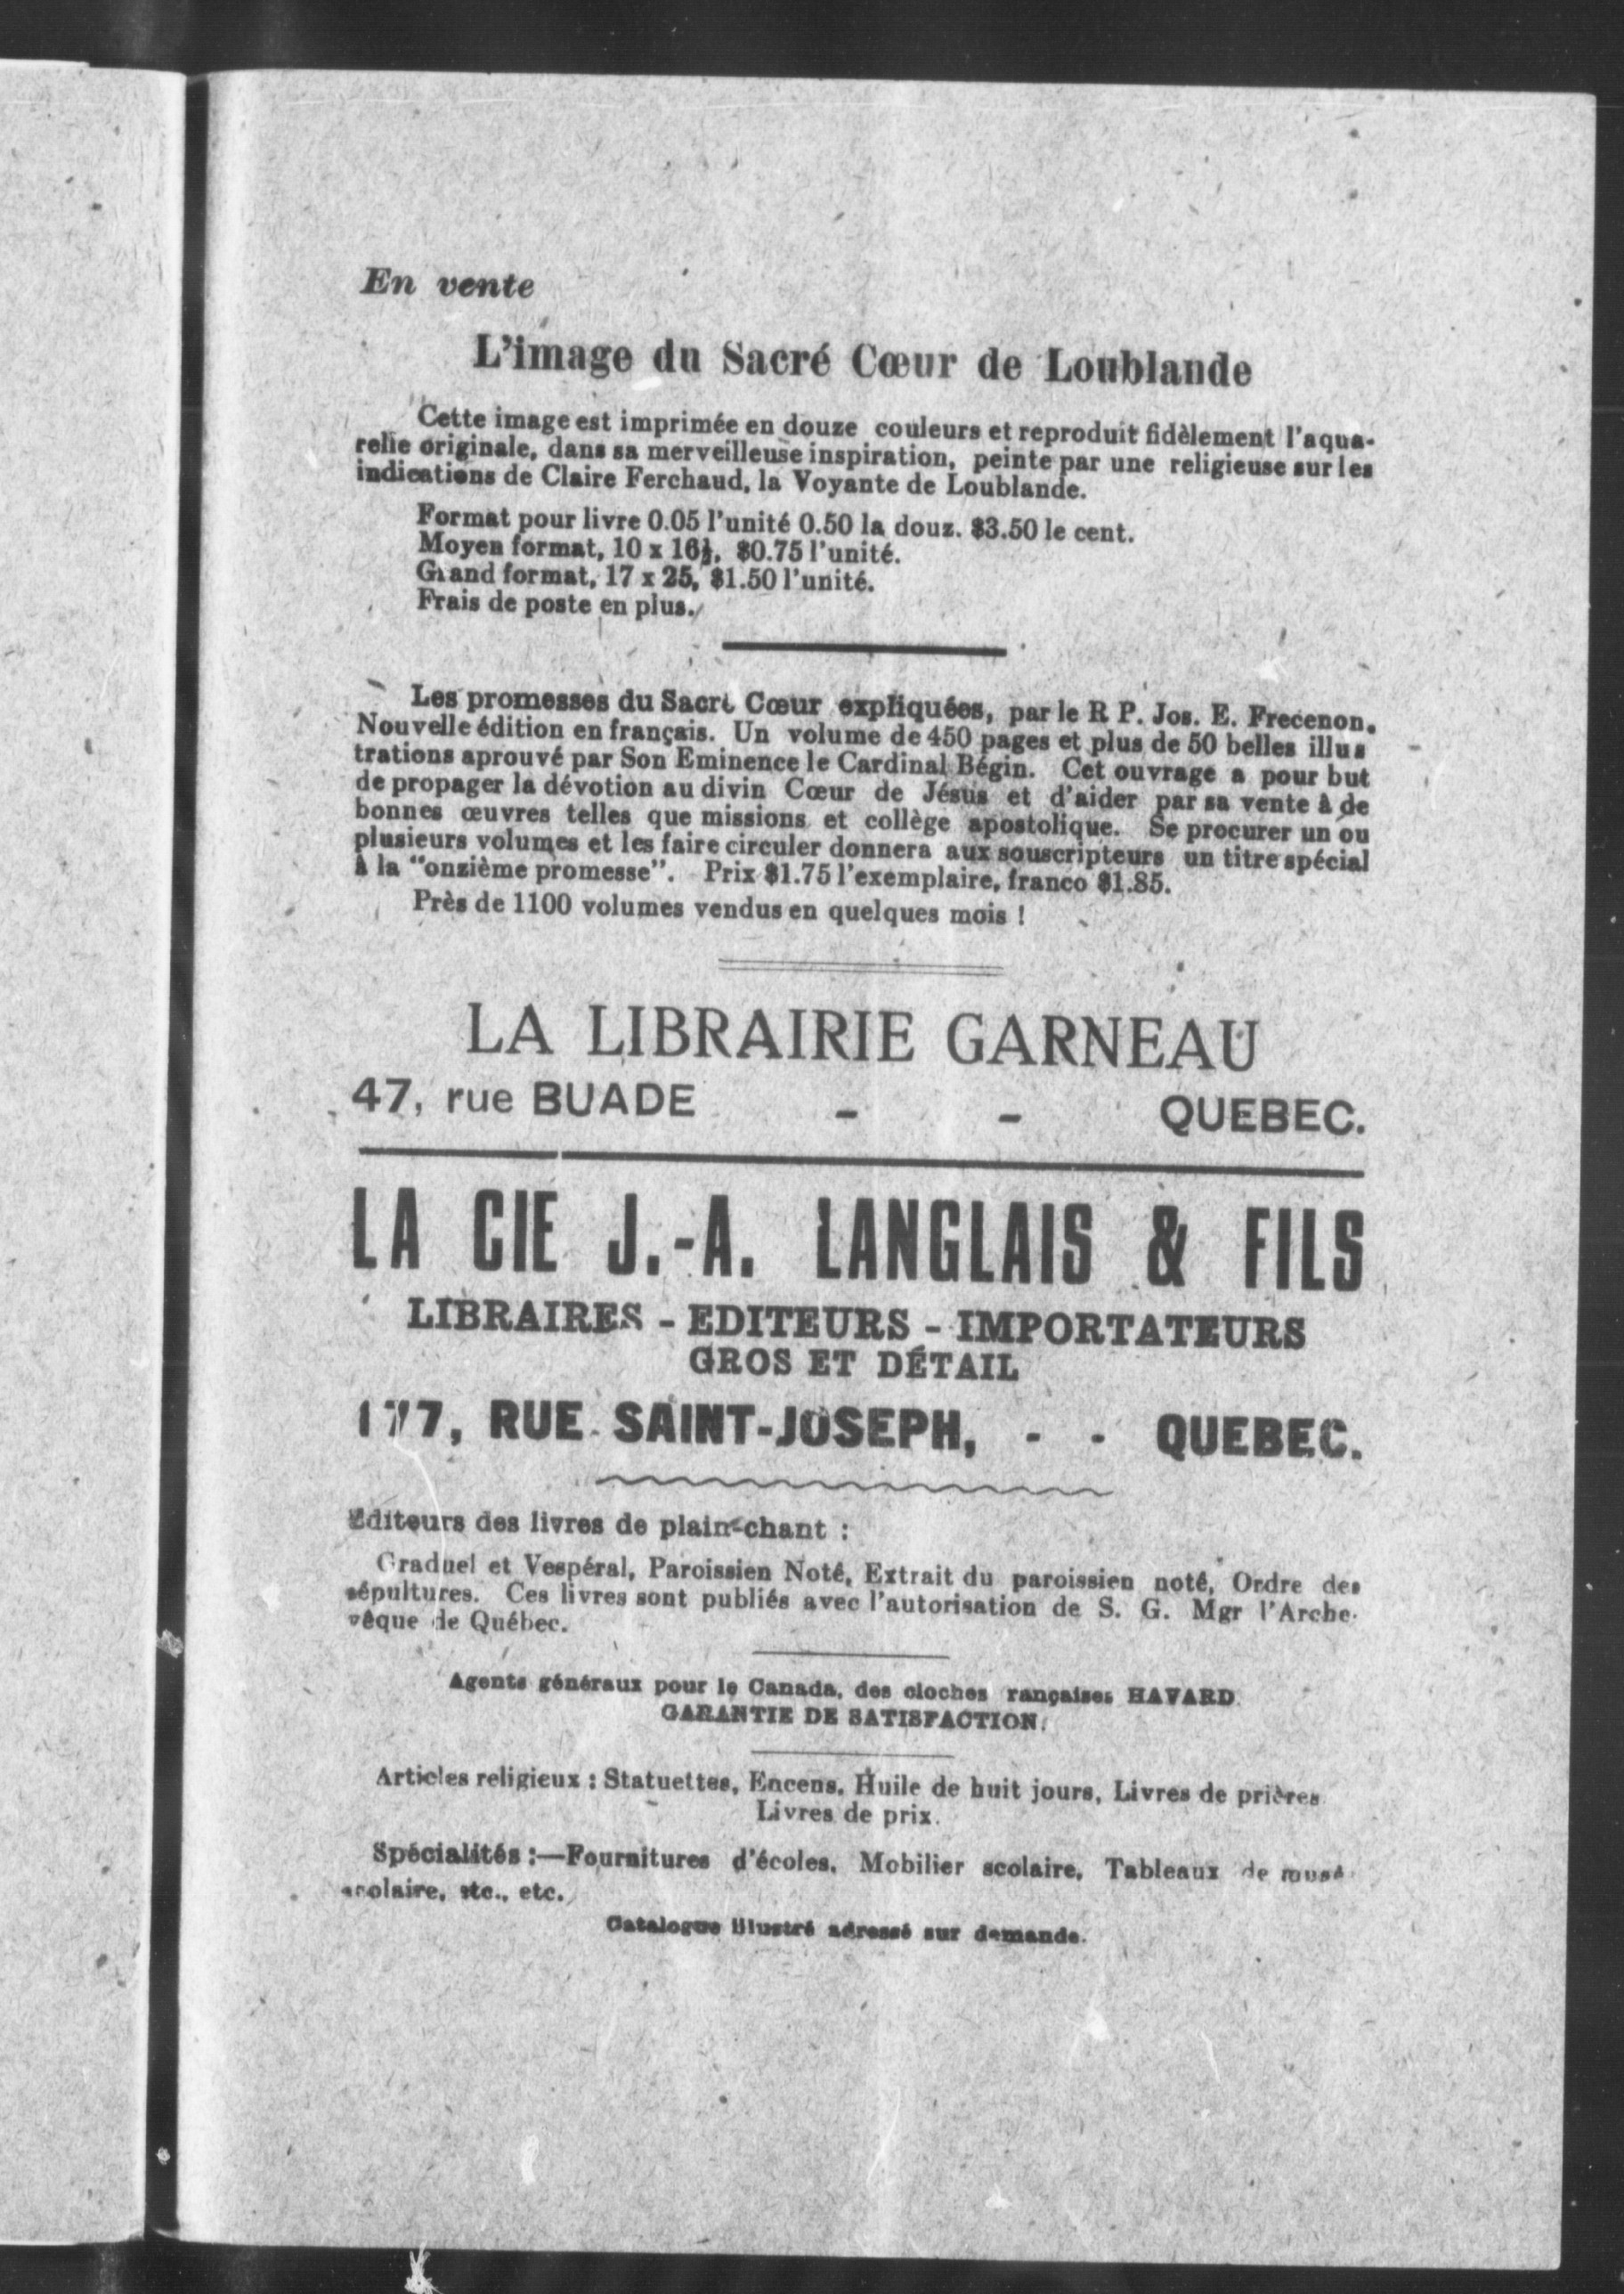 En vente
L'image du Sacré Cœur de Loublande
Cette image est imprimée en douze couleurs et reproduit fidèlement l'aqua-
relle originale, dans sa merveilleuse inspiration, peinte par une religieuse sur les
indications de Claire Ferchaud, la Voyante de Loublande.
Format pour livre 0.05 l'unité 0.50 la douz. $3.50 le cent.
Moyen format, 10 x 16½, $0.75 l'unité.
Grand format, 17 x 25, $1.50 l'unité.
Frais de poste en plus.
Les promesses du Sacré Cœur expliquées, par le R P. Jos. E. Frecenon.
Nouvelle édition en français. Un volume de 450 pages et plus de 50 belles illus
trations aprouvé par Son Eminence le Cardinal Bégin. Cet ouvrage a pour but
de propager la dévotion au divin Cœur de Jésus et d'aider par sa vente à de
bonnes œuvres telles que missions et collège apostolique. Se procurer un ou
plusieurs volumes et les faire circuler donnera aux souscripteurs un titre spécial
à la "onzième promesse". Prix $1.75 l'exemplaire, franco $1.85.
Près de 1100 volumes vendus en quelques mois !
LA LIBRAIRIE GARNEAU
47, rue BUADE - - QUEBEC.
LA CIE J.-A. LANGLAIS & FILS
LIBRAIRES - EDITEURS - IMPORTATEURS
GROS ET DÉTAIL
177, RUE SAINT-JOSEPH, - - QUEBEC.
Editeurs des livres de plain-chant :
Graduel et Vespéral, Paroissien Noté, Extrait du paroissien noté, Ordre des
sépultures. Ces livres sont publiés avec l'autorisation de S. G. Mgr l'Arche-
vêque de Québec.
Agents généraux pour le Canada, des cloches rançaises HAVARD
GARANTIE DE SATISFACTION.
Articles religieux : Statuettes, Encens, Huile de huit jours, Livres de prières
Livres de prix.
Spécialités :—Fournitures d'écoles, Mobilier scolaire, Tableaux de
scolaire, etc., etc.
Catalogue illustré adressé sur demande.